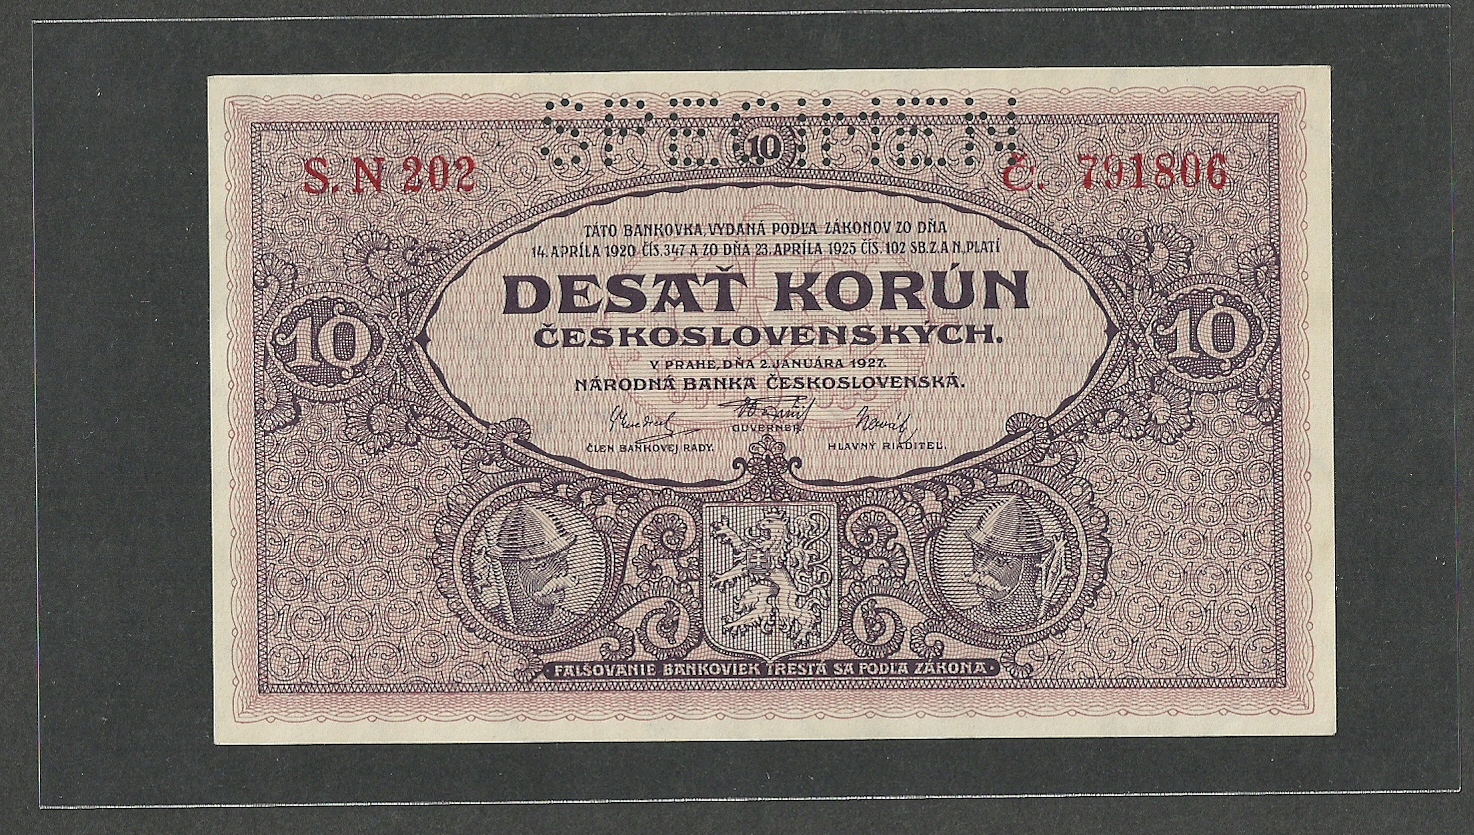 SPECIMEN
10
S. N 202
Č. 791806
TÁTO BANKOVKA, VYDANÁ PODĽA ZÁKONOV ZO DŇA
14. APRÍLA 1920 ČÍS. 347 A ZO DŇA 23. APRÍLA 1925 ČÍS. 102 SB. Z. A N. PLATÍ
DESAŤ KORÚN
ČESKOSLOVENSKÝCH.
10
10
V PRAHE, DŇA 2. JANUÁRA 1927.
NÁRODNÁ BANKA ČESKOSLOVENSKÁ.
GUVERNER.
ČLEN BANKOVEJ RADY.
HLAVNÝ RIADITEĽ.
FALŠOVANIE BANKOVIEK TRESTÁ SA PODĽA ZÁKONA